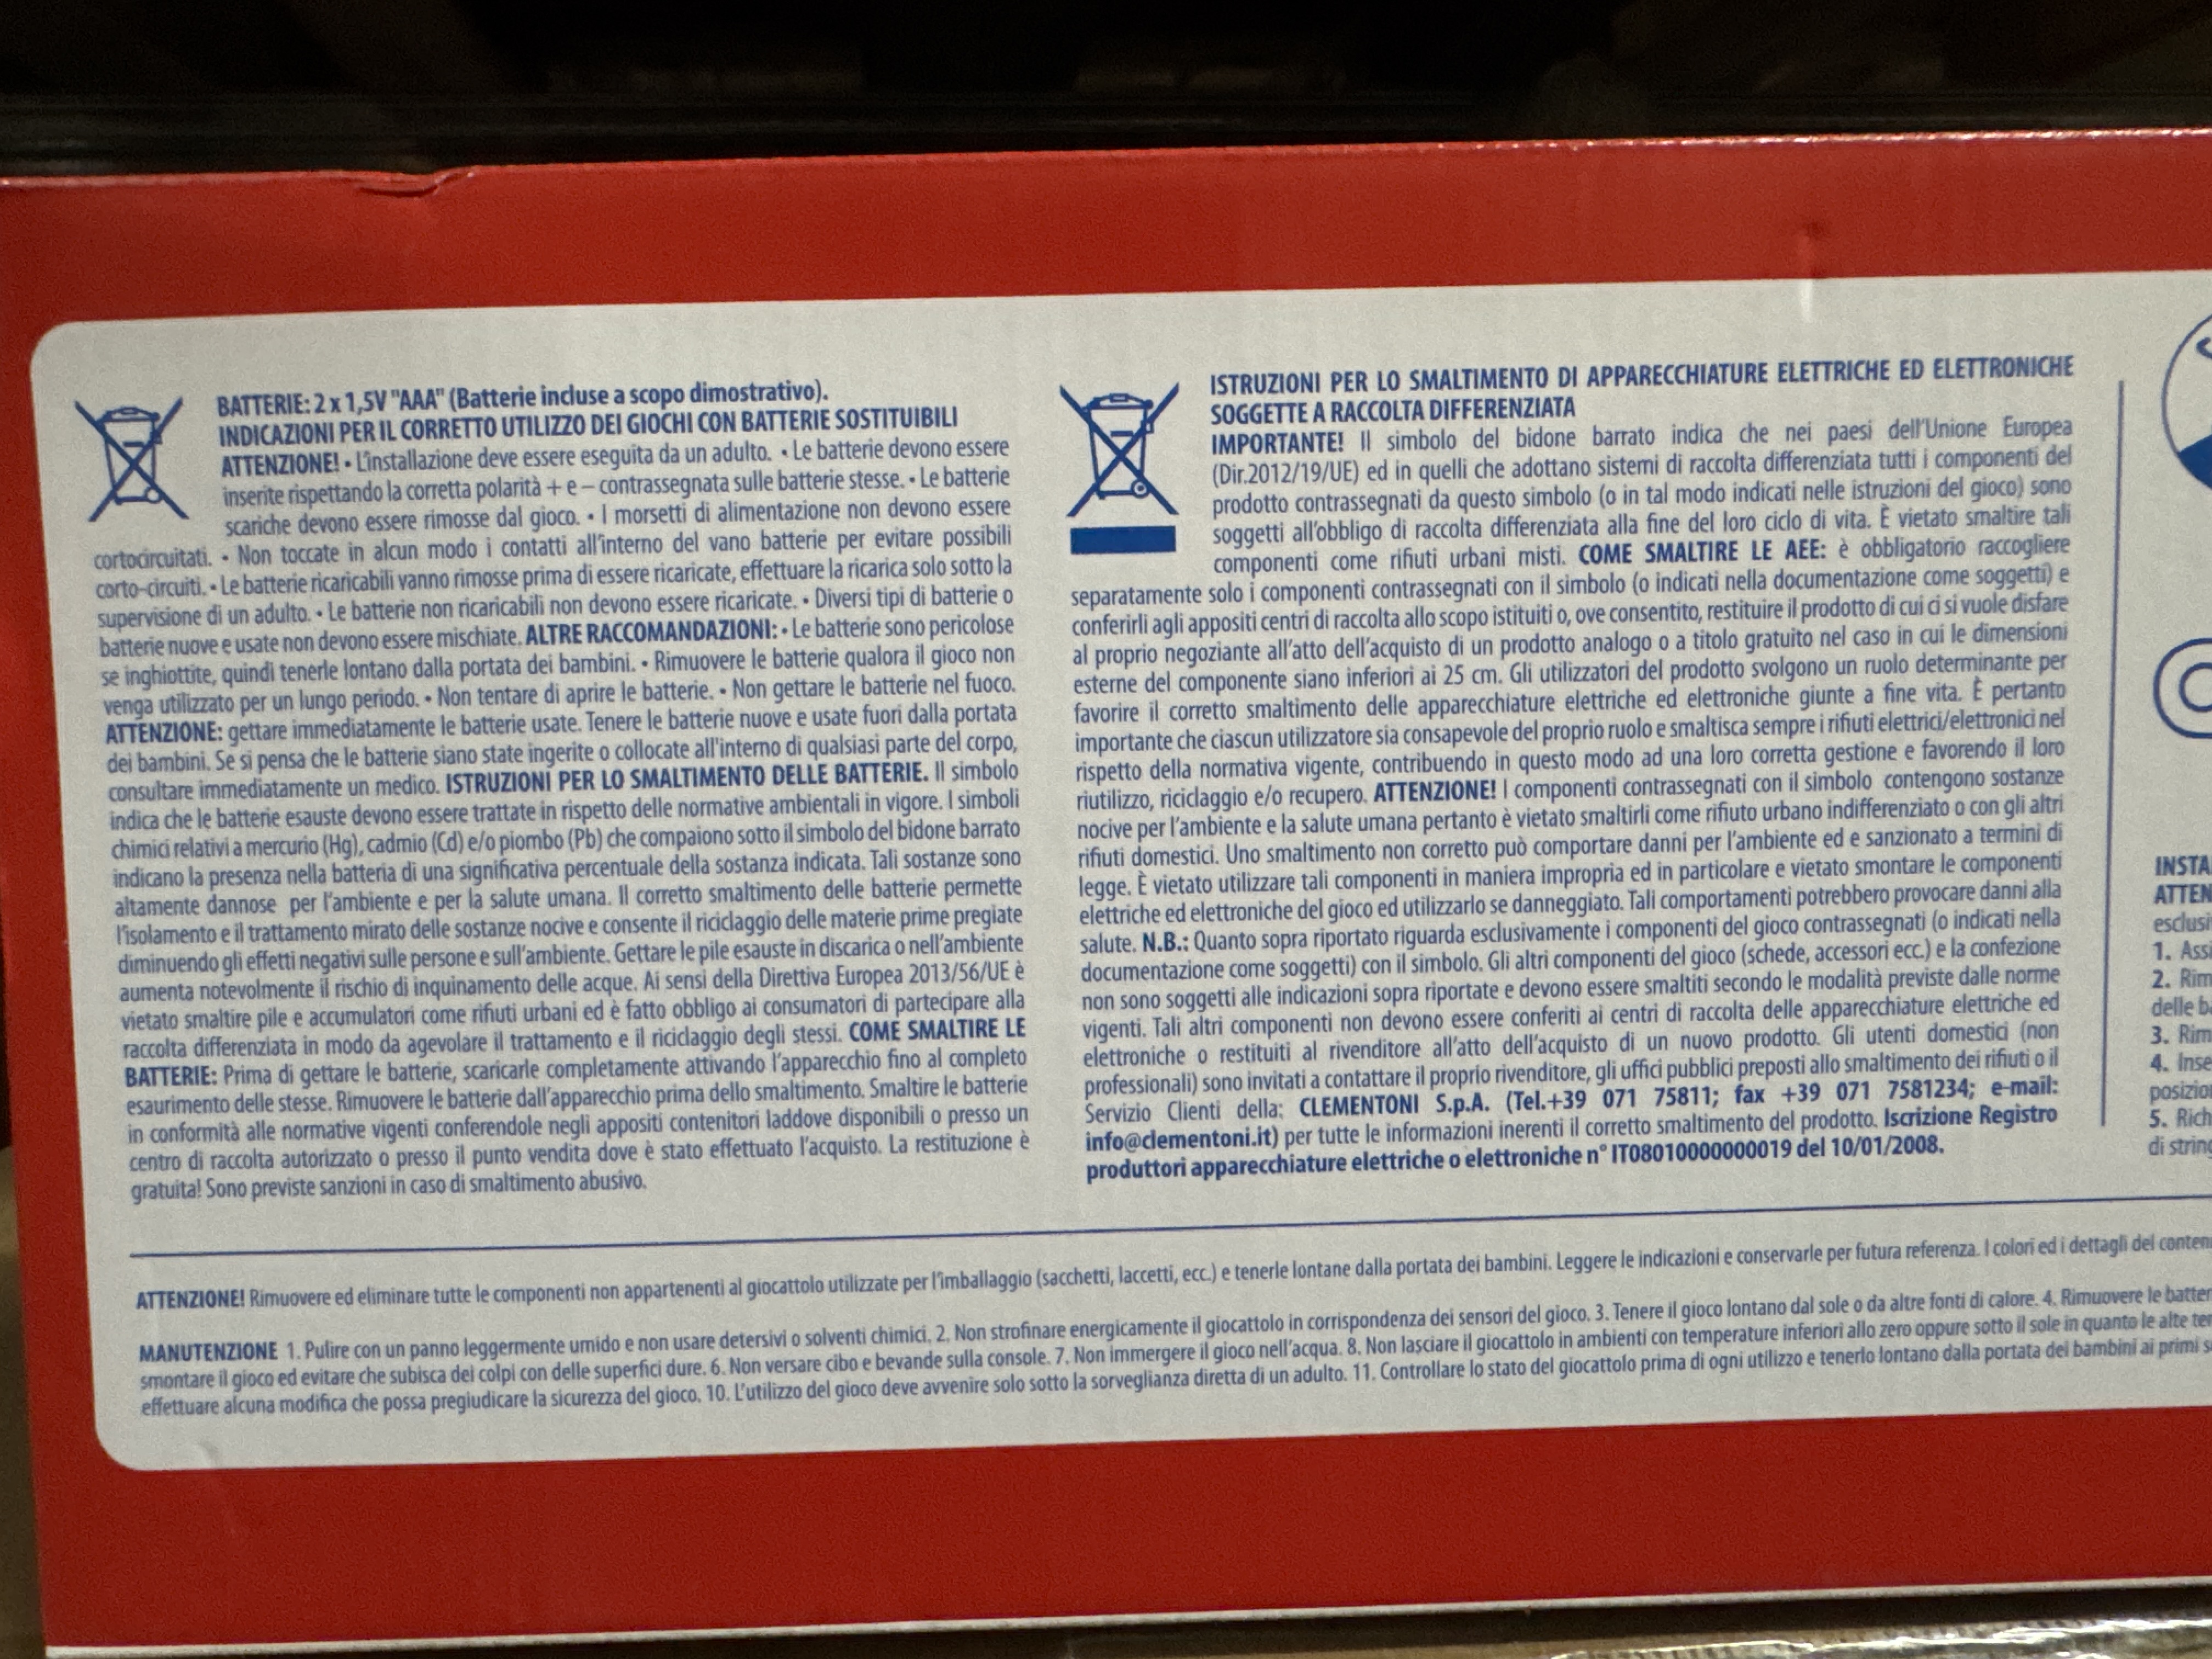 BATTERIE: 2 x 1,5V "AAA" (Batterie incluse a scopo dimostrativo).
INDICAZIONI PER IL CORRETTO UTILIZZO DEI GIOCHI CON BATTERIE SOSTITUIBILI
ATTENZIONE! • L'installazione deve essere eseguita da un adulto. • Le batterie devono essere
inserite rispettando la corretta polarità + e – contrassegnata sulle batterie stesse. • Le batterie
scariche devono essere rimosse dal gioco. • I morsetti di alimentazione non devono essere
cortocircuitati. • Non toccate in alcun modo i contatti all'interno del vano batterie per evitare possibili
corto-circuiti. • Le batterie ricaricabili vanno rimosse prima di essere ricaricate, effettuare la ricarica solo sotto la
supervisione di un adulto. • Le batterie non ricaricabili non devono essere ricaricate. • Diversi tipi di batterie o
batterie nuove e usate non devono essere mischiate. ALTRE RACCOMANDAZIONI: • Le batterie sono pericolose
se inghiottite, quindi tenerle lontano dalla portata dei bambini. • Rimuovere le batterie qualora il gioco non
venga utilizzato per un lungo periodo. • Non tentare di aprire le batterie. • Non gettare le batterie nel fuoco.
ATTENZIONE: gettare immediatamente le batterie usate. Tenere le batterie nuove e usate fuori dalla portata
dei bambini. Se si pensa che le batterie siano state ingerite o collocate all'interno di qualsiasi parte del corpo,
consultare immediatamente un medico. ISTRUZIONI PER LO SMALTIMENTO DELLE BATTERIE. Il simbolo
indica che le batterie esauste devono essere trattate in rispetto delle normative ambientali in vigore. I simboli
chimici relativi a mercurio (Hg), cadmio (Cd) e/o piombo (Pb) che compaiono sotto il simbolo del bidone barrato
indicano la presenza nella batteria di una significativa percentuale della sostanza indicata. Tali sostanze sono
altamente dannose per l'ambiente e per la salute umana. Il corretto smaltimento delle batterie permette
l'isolamento e il trattamento mirato delle sostanze nocive e consente il riciclaggio delle materie prime pregiate
diminuendo gli effetti negativi sulle persone e sull'ambiente. Gettare le pile esauste in discarica o nell'ambiente
aumenta notevolmente il rischio di inquinamento delle acque. Ai sensi della Direttiva Europea 2013/56/UE è
vietato smaltire pile e accumulatori come rifiuti urbani ed è fatto obbligo ai consumatori di partecipare alla
raccolta differenziata in modo da agevolare il trattamento e il riciclaggio degli stessi. COME SMALTIRE LE
BATTERIE: Prima di gettare le batterie, scaricarle completamente attivando l'apparecchio fino al completo
esaurimento delle stesse. Rimuovere le batterie dall'apparecchio prima dello smaltimento. Smaltire le batterie
in conformità alle normative vigenti conferendole negli appositi contenitori laddove disponibili o presso un
centro di raccolta autorizzato o presso il punto vendita dove è stato effettuato l'acquisto. La restituzione è
gratuita! Sono previste sanzioni in caso di smaltimento abusivo.
ISTRUZIONI PER LO SMALTIMENTO DI APPARECCHIATURE ELETTRICHE ED ELETTRONICHE
SOGGETTE A RACCOLTA DIFFERENZIATA
IMPORTANTE! Il simbolo del bidone barrato indica che nei paesi dell'Unione Europea
(Dir.2012/19/UE) ed in quelli che adottano sistemi di raccolta differenziata tutti i componenti del
prodotto contrassegnati da questo simbolo (o in tal modo indicati nelle istruzioni del gioco) sono
soggetti all'obbligo di raccolta differenziata alla fine del loro ciclo di vita. È vietato smaltire tali
componenti come rifiuti urbani misti. COME SMALTIRE LE AEE: è obbligatorio raccogliere
separatamente solo i componenti contrassegnati con il simbolo (o indicati nella documentazione come soggetti) e
conferirli agli appositi centri di raccolta allo scopo istituiti o, ove consentito, restituire il prodotto di cui ci si vuole disfare
al proprio negoziante all'atto dell'acquisto di un prodotto analogo o a titolo gratuito nel caso in cui le dimensioni
esterne del componente siano inferiori ai 25 cm. Gli utilizzatori del prodotto svolgono un ruolo determinante per
favorire il corretto smaltimento delle apparecchiature elettriche ed elettroniche giunte a fine vita. È pertanto
importante che ciascun utilizzatore sia consapevole del proprio ruolo e smaltisca sempre i rifiuti elettrici/elettronici nel
rispetto della normativa vigente, contribuendo in questo modo ad una loro corretta gestione e favorendo il loro
riutilizzo, riciclaggio e/o recupero. ATTENZIONE! I componenti contrassegnati con il simbolo contengono sostanze
nocive per l'ambiente e la salute umana pertanto è vietato smaltirli come rifiuto urbano indifferenziato o con gli altri
rifiuti domestici. Uno smaltimento non corretto può comportare danni per l'ambiente ed e sanzionato a termini di
legge. È vietato utilizzare tali componenti in maniera impropria ed in particolare e vietato smontare le componenti
elettriche ed elettroniche del gioco ed utilizzarlo se danneggiato. Tali comportamenti potrebbero provocare danni alla
salute. N.B.: Quanto sopra riportato riguarda esclusivamente i componenti del gioco contrassegnati (o indicati nella
documentazione come soggetti) con il simbolo. Gli altri componenti del gioco (schede, accessori ecc.) e la confezione
non sono soggetti alle indicazioni sopra riportate e devono essere smaltiti secondo le modalità previste dalle norme
vigenti. Tali altri componenti non devono essere conferiti ai centri di raccolta delle apparecchiature elettriche ed
elettroniche o restituiti al rivenditore all'atto dell'acquisto di un nuovo prodotto. Gli utenti domestici (non
professionali) sono invitati a contattare il proprio rivenditore, gli uffici pubblici preposti allo smaltimento dei rifiuti o il
Servizio Clienti della: CLEMENTONI S.p.A. (Tel.+39 071 75811; fax +39 071 7581234; e-mail:
info@clementoni.it) per tutte le informazioni inerenti il corretto smaltimento del prodotto. Iscrizione Registro
produttori apparecchiature elettriche o elettroniche n° IT08010000000019 del 10/01/2008.
INSTA
ATTEN
esclusi
1. Assi
2. Rim
delle ba
3. Rim
4. Inse
posizio
5. Rich
di string
ATTENZIONE! Rimuovere ed eliminare tutte le componenti non appartenenti al giocattolo utilizzate per l'imballaggio (sacchetti, laccetti, ecc.) e tenerle lontane dalla portata dei bambini. Leggere le indicazioni e conservarle per futura referenza. I colori ed i dettagli del conten
MANUTENZIONE 1. Pulire con un panno leggermente umido e non usare detersivi o solventi chimici. 2. Non strofinare energicamente il giocattolo in corrispondenza dei sensori del gioco. 3. Tenere il gioco lontano dal sole o da altre fonti di calore. 4. Rimuovere le batter
smontare il gioco ed evitare che subisca dei colpi con delle superfici dure. 6. Non versare cibo e bevande sulla console. 7. Non immergere il gioco nell'acqua. 8. Non lasciare il giocattolo in ambienti con temperature inferiori allo zero oppure sotto il sole in quanto le alte ter
effettuare alcuna modifica che possa pregiudicare la sicurezza del gioco. 10. L'utilizzo del gioco deve avvenire solo sotto la sorveglianza diretta di un adulto. 11. Controllare lo stato del giocattolo prima di ogni utilizzo e tenerlo lontano dalla portata dei bambini ai primi s